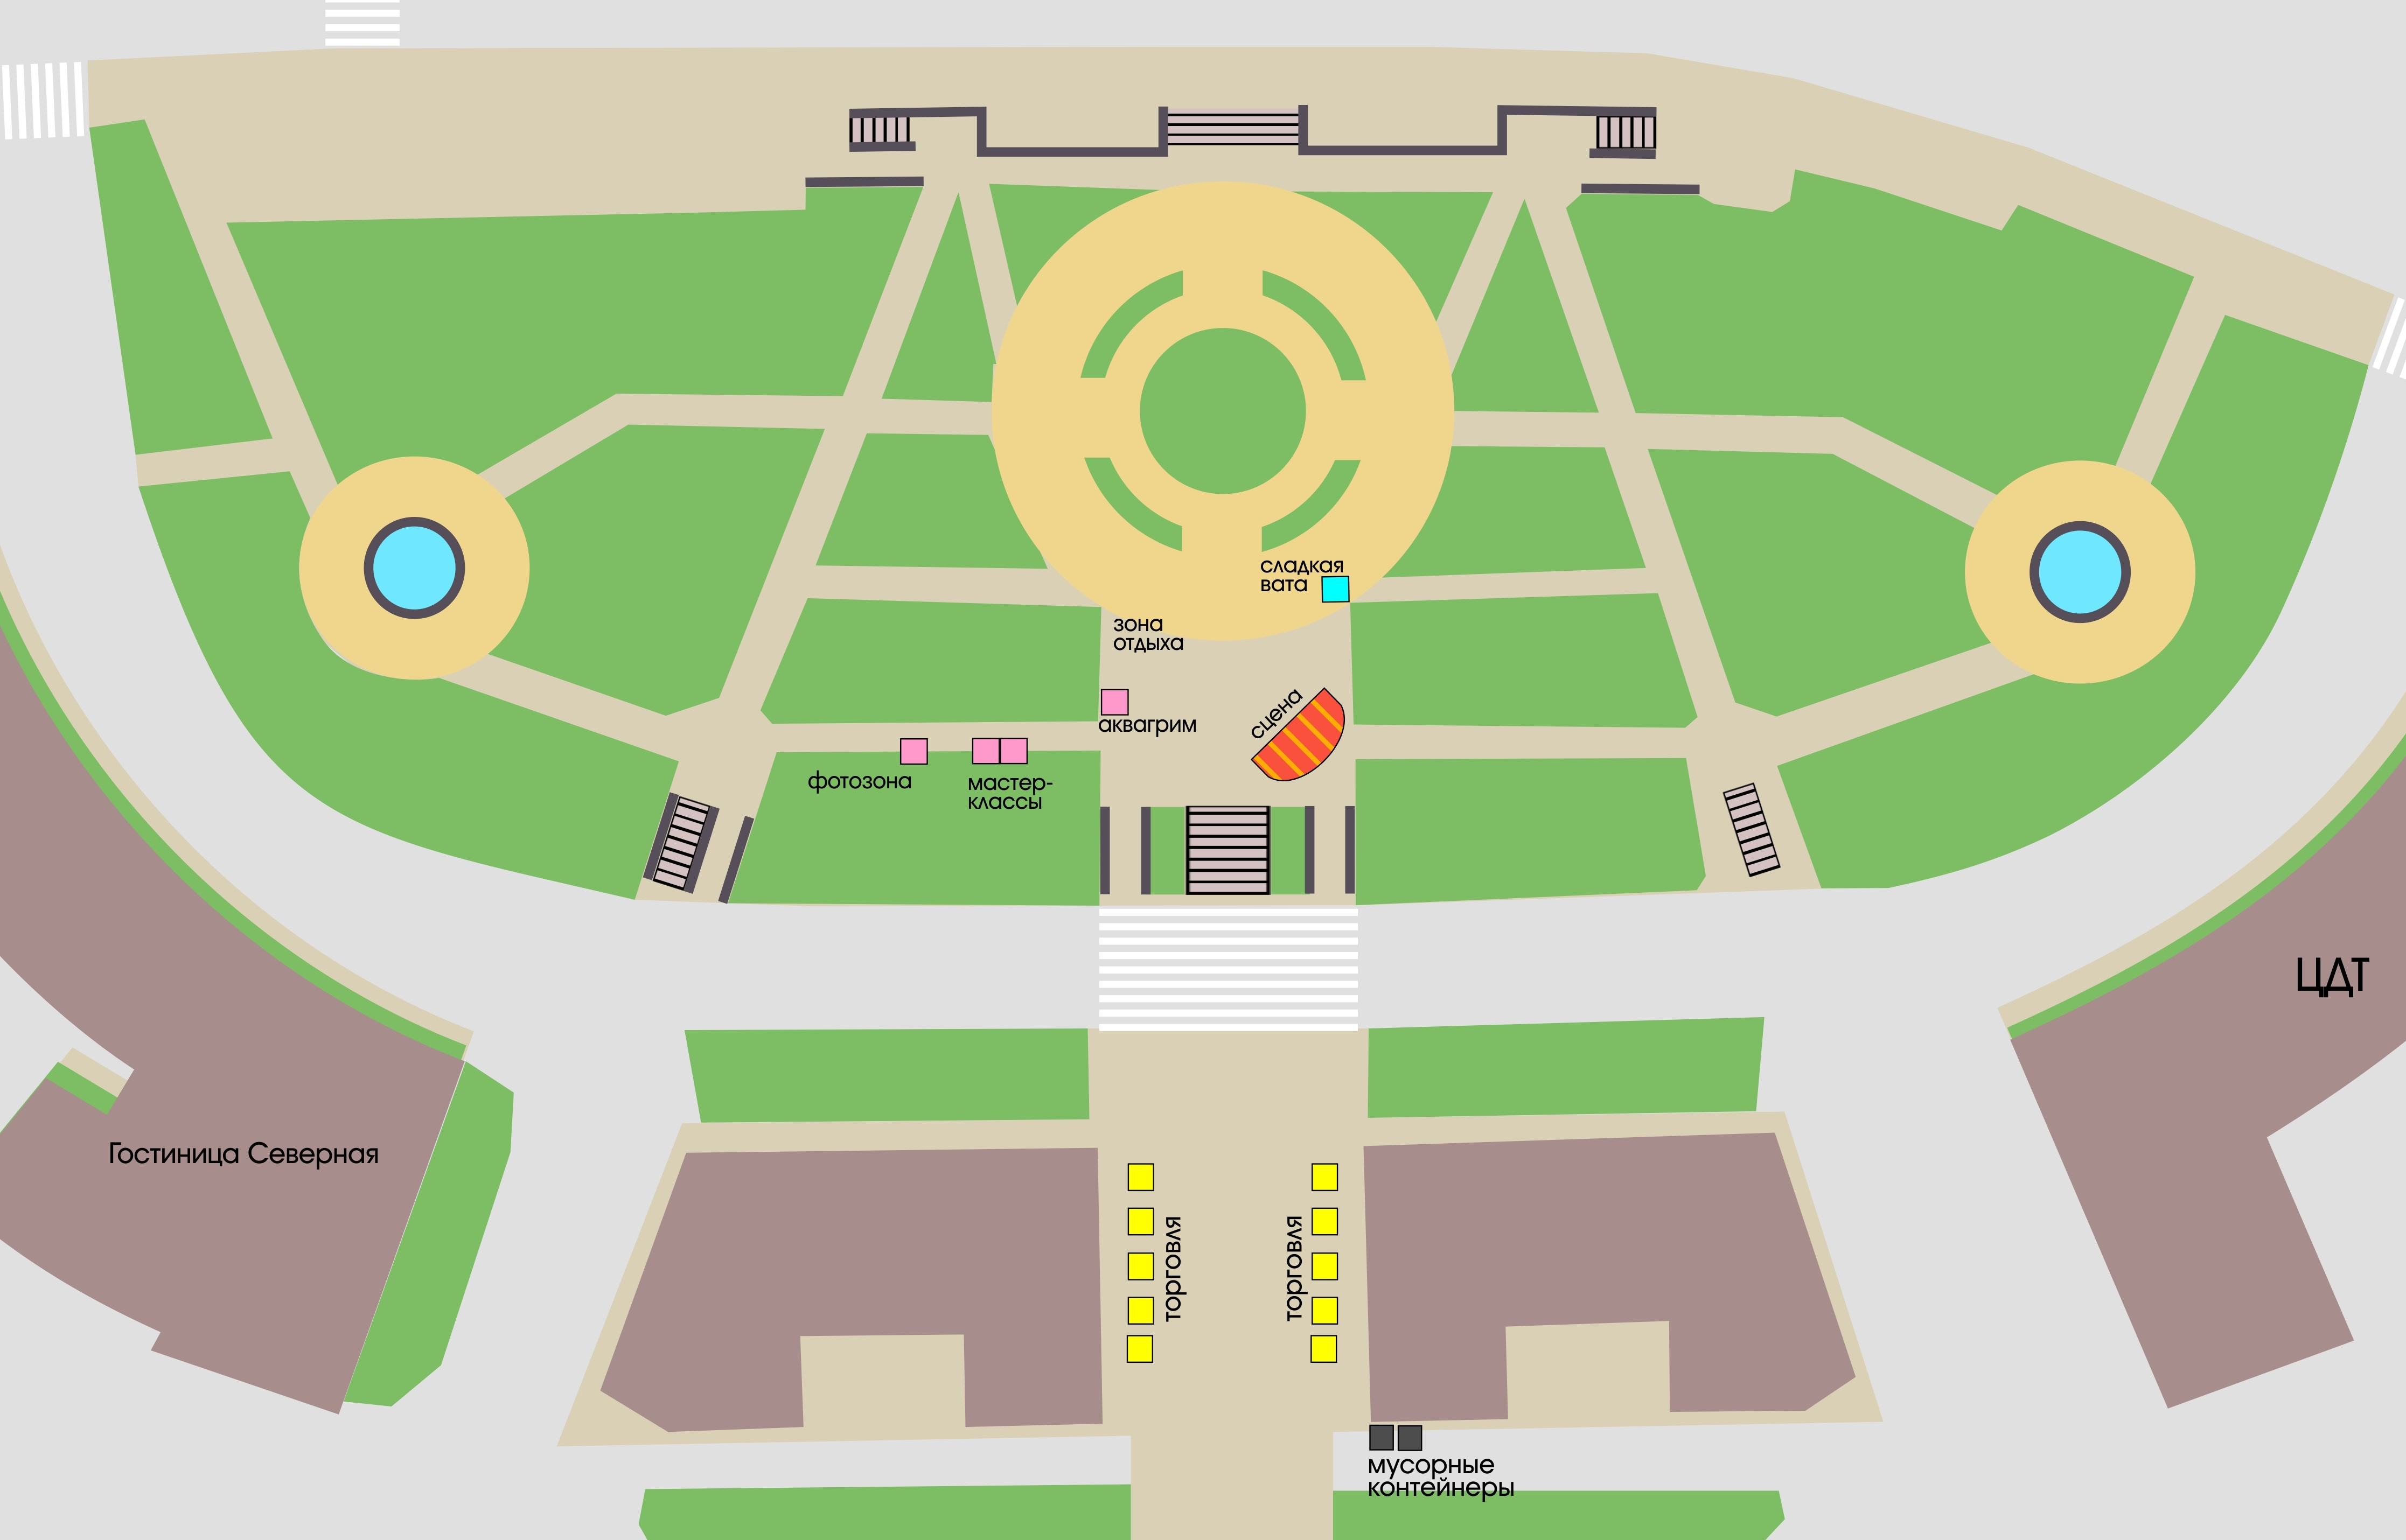 сладкая
вата
зона
отдыха
сцена
аквагрим
фотозона
мастер-
классы
ЦДТ
Гостиница Северная
торговля
торговля
мусорные
контейнеры